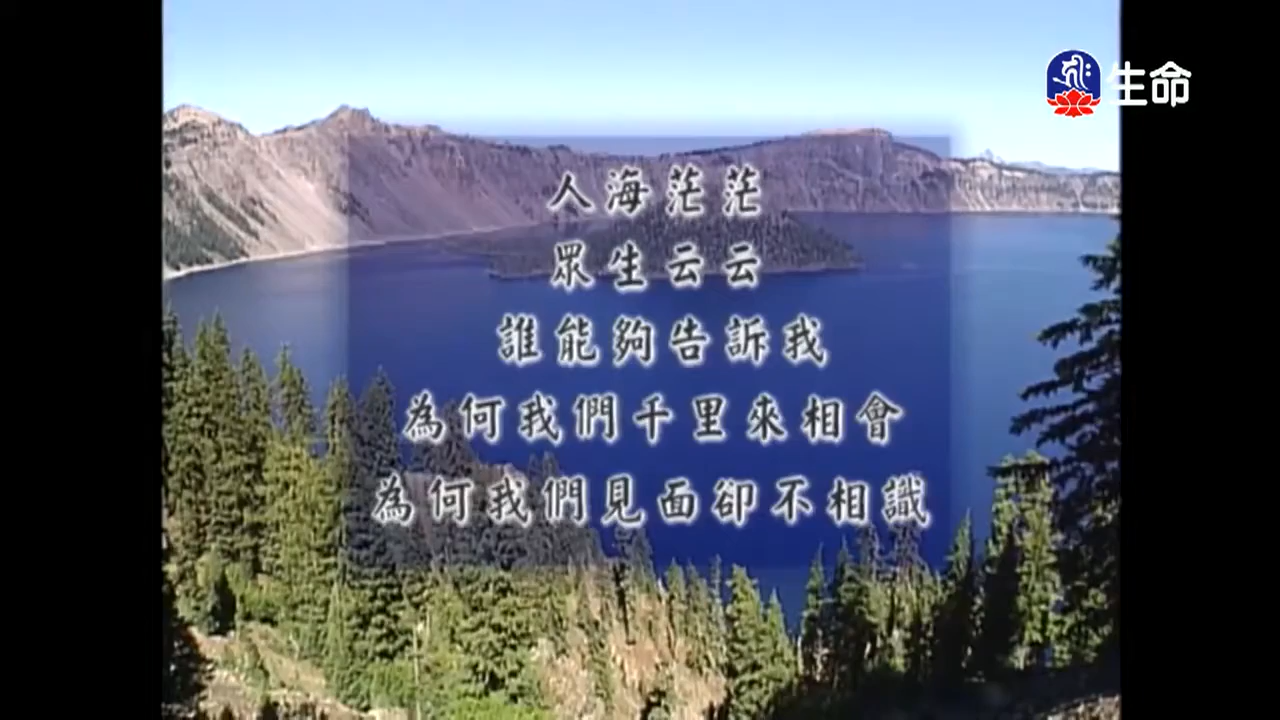 生命
人海茫茫
眾生云云
誰能夠告訴我
為何我們千里來相會
為何我們見面卻不相識